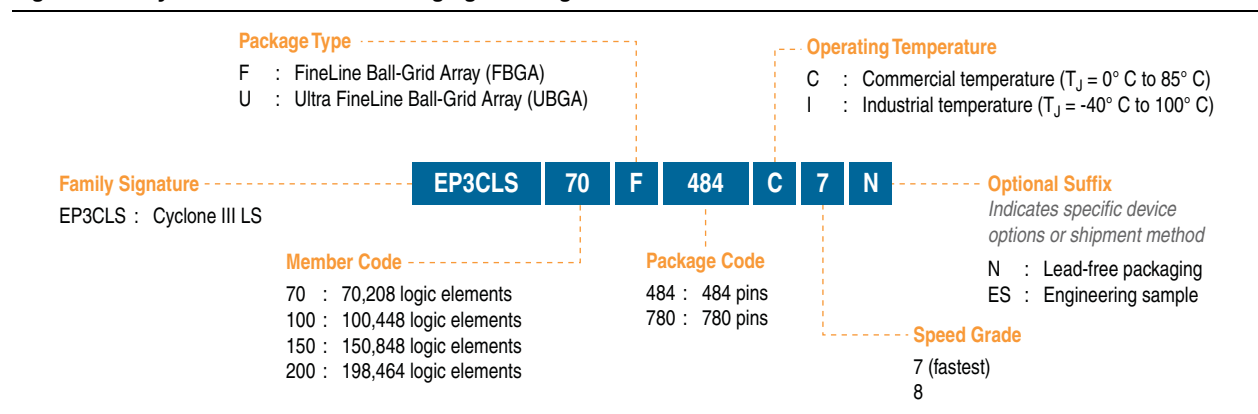 Package Type
F : FineLine Ball-Grid Array (FBGA)
U : Ultra FineLine Ball-Grid Array (UBGA)
Operating Temperature
C : Commercial temperature (TJ = 0° C to 85° C)
I : Industrial temperature (TJ = -40° C to 100° C)
Family Signature
EP3CLS : Cyclone III LS
EP3CLS 70 F 484 C 7 N
Optional Suffix
Indicates specific device
options or shipment method
N : Lead-free packaging
ES : Engineering sample
Member Code
70 : 70,208 logic elements
100 : 100,448 logic elements
150 : 150,848 logic elements
200 : 198,464 logic elements
Package Code
484 : 484 pins
780 : 780 pins
Speed Grade
7 (fastest)
8